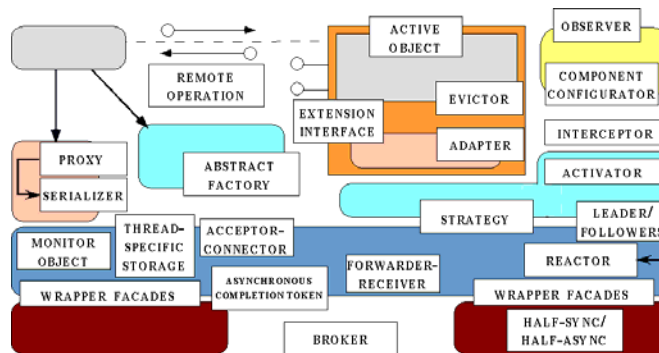 ACTIVE
OBJECT
OBSERVER
REMOTE
OPERATION
EVICTOR
COMPONENT
CONFIGURATOR
EXTENSION
INTERFACE
ADAPTER
INTERCEPTOR
PROXY
ABSTRACT
FACTORY
ACTIVATOR
SERIALIZER
STRATEGY
LEADER/
FOLLOWERS
MONITOR
OBJECT
THREAD-
SPECIFIC
STORAGE
ACCEPTOR-
CONNECTOR
FORWARDER-
RECEIVER
REACTOR
WRAPPER FACADES
ASYNCHRONOUS
COMPLETION TOKEN
WRAPPER FACADES
BROKER
HALF-SYNC/
HALF-ASYNC